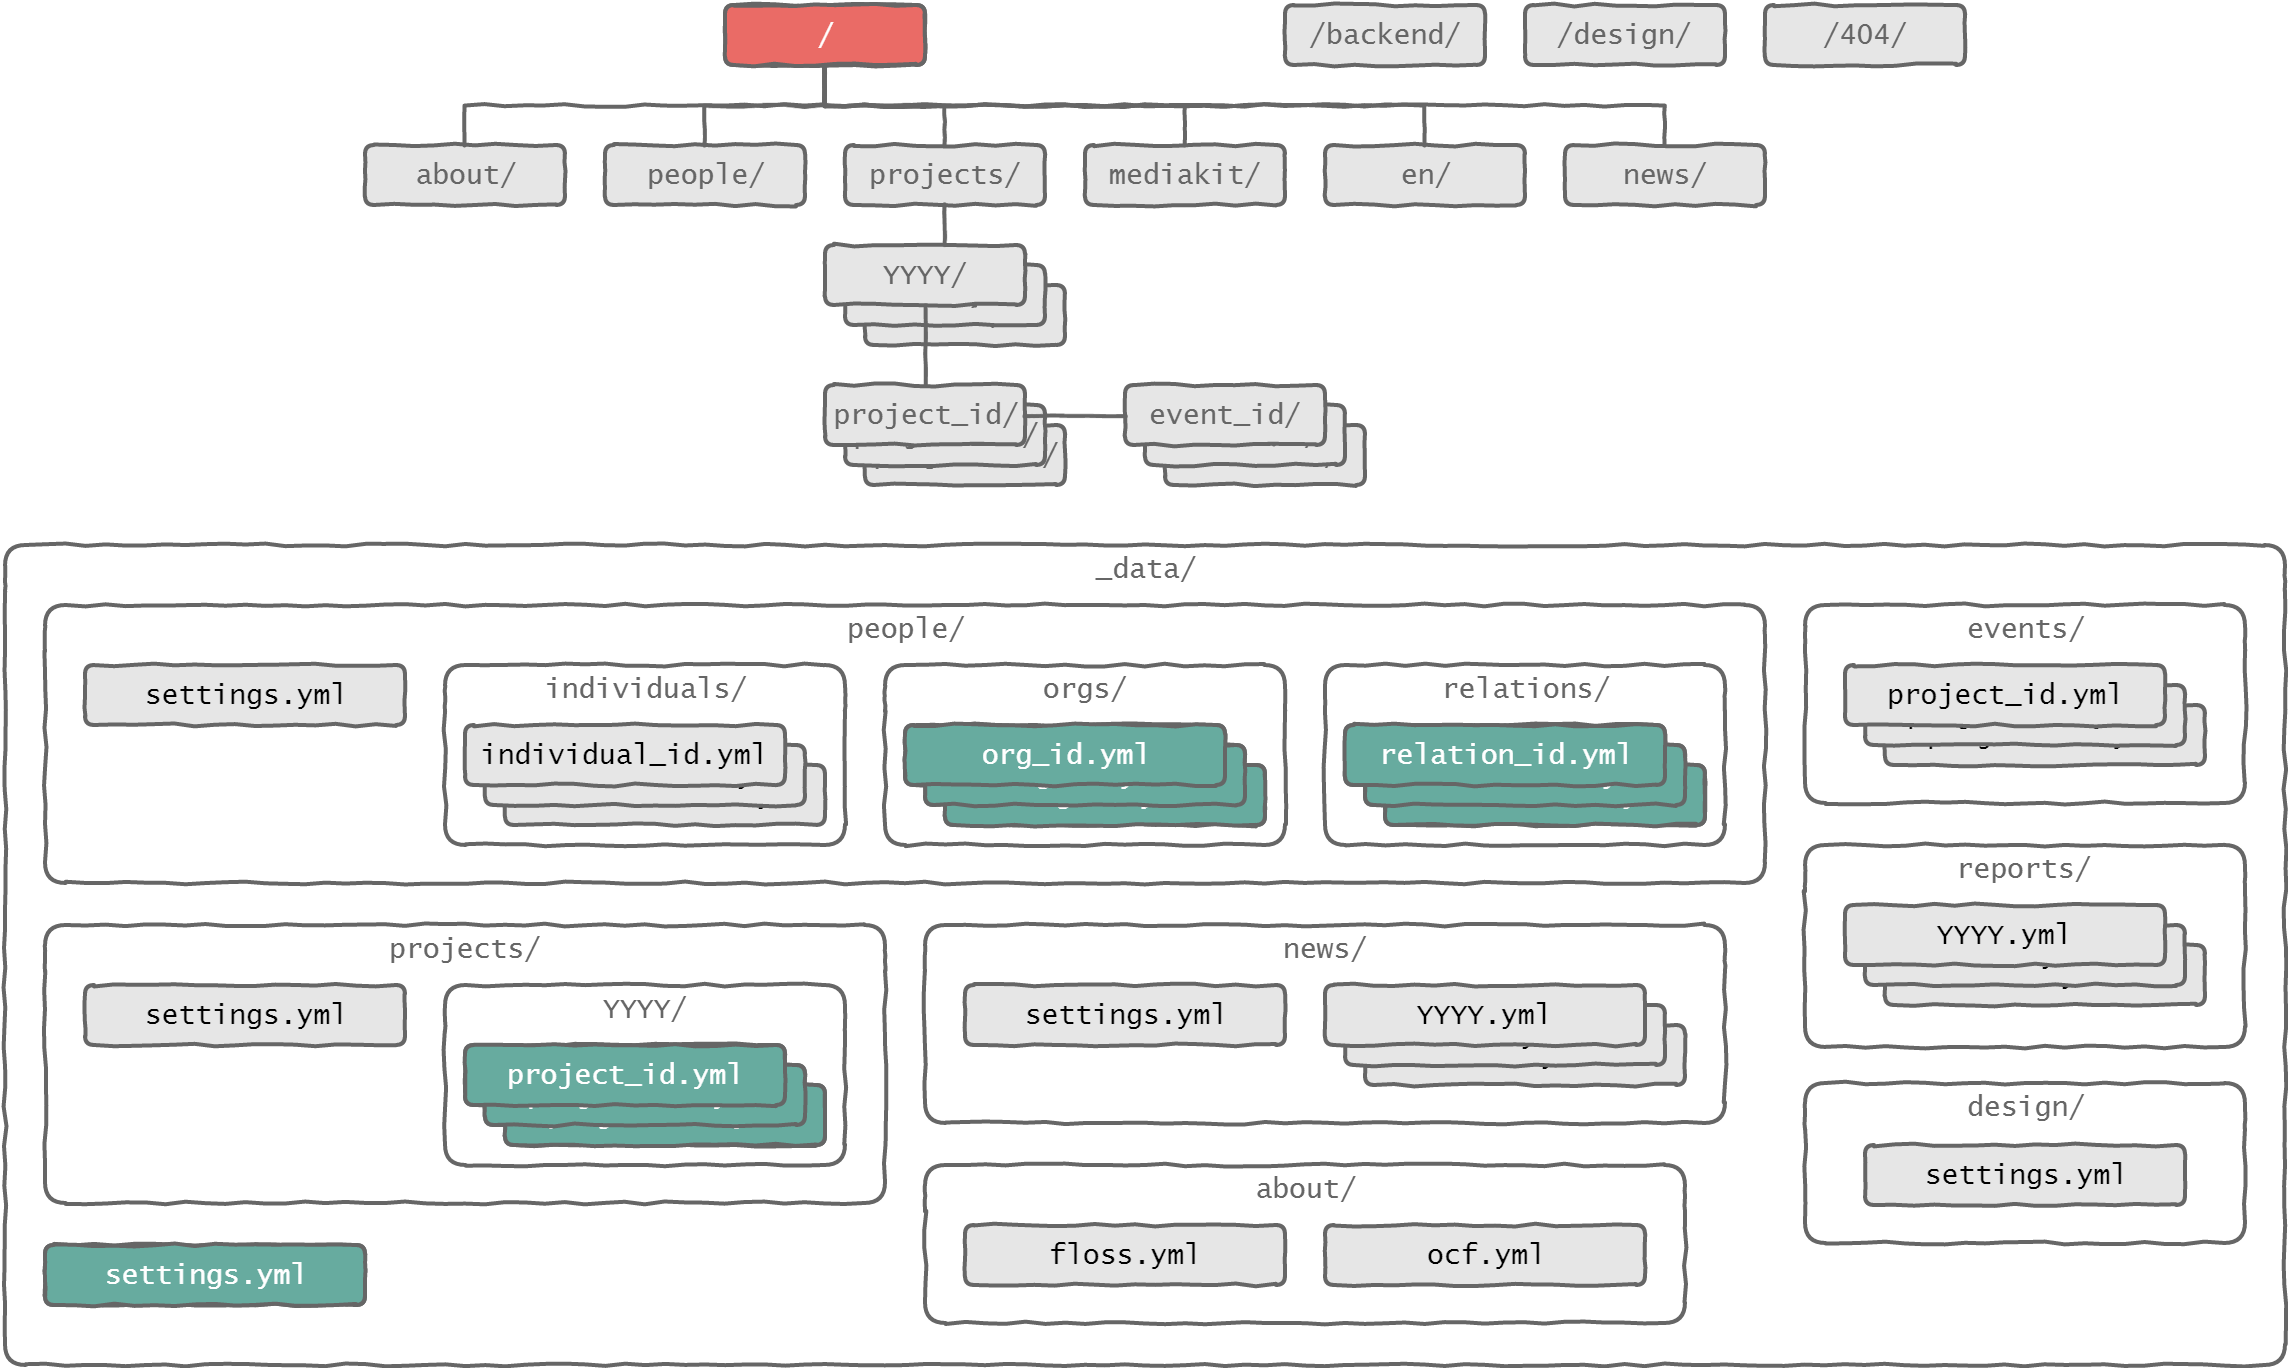 /
/backend/
/design/
/404/
about/
people/
projects/
mediakit/
en/
news/
YYYY/
project_id/
event_id/
_data/
people/
settings.yml
individuals/
individual_id.yml
orgs/
org_id.yml
relations/
relation_id.yml
events/
project_id.yml
reports/
YYYY.yml
projects/
settings.yml
YYYY/
project_id.yml
news/
settings.yml
YYYY.yml
design/
settings.yml
about/
floss.yml
ocf.yml
settings.yml